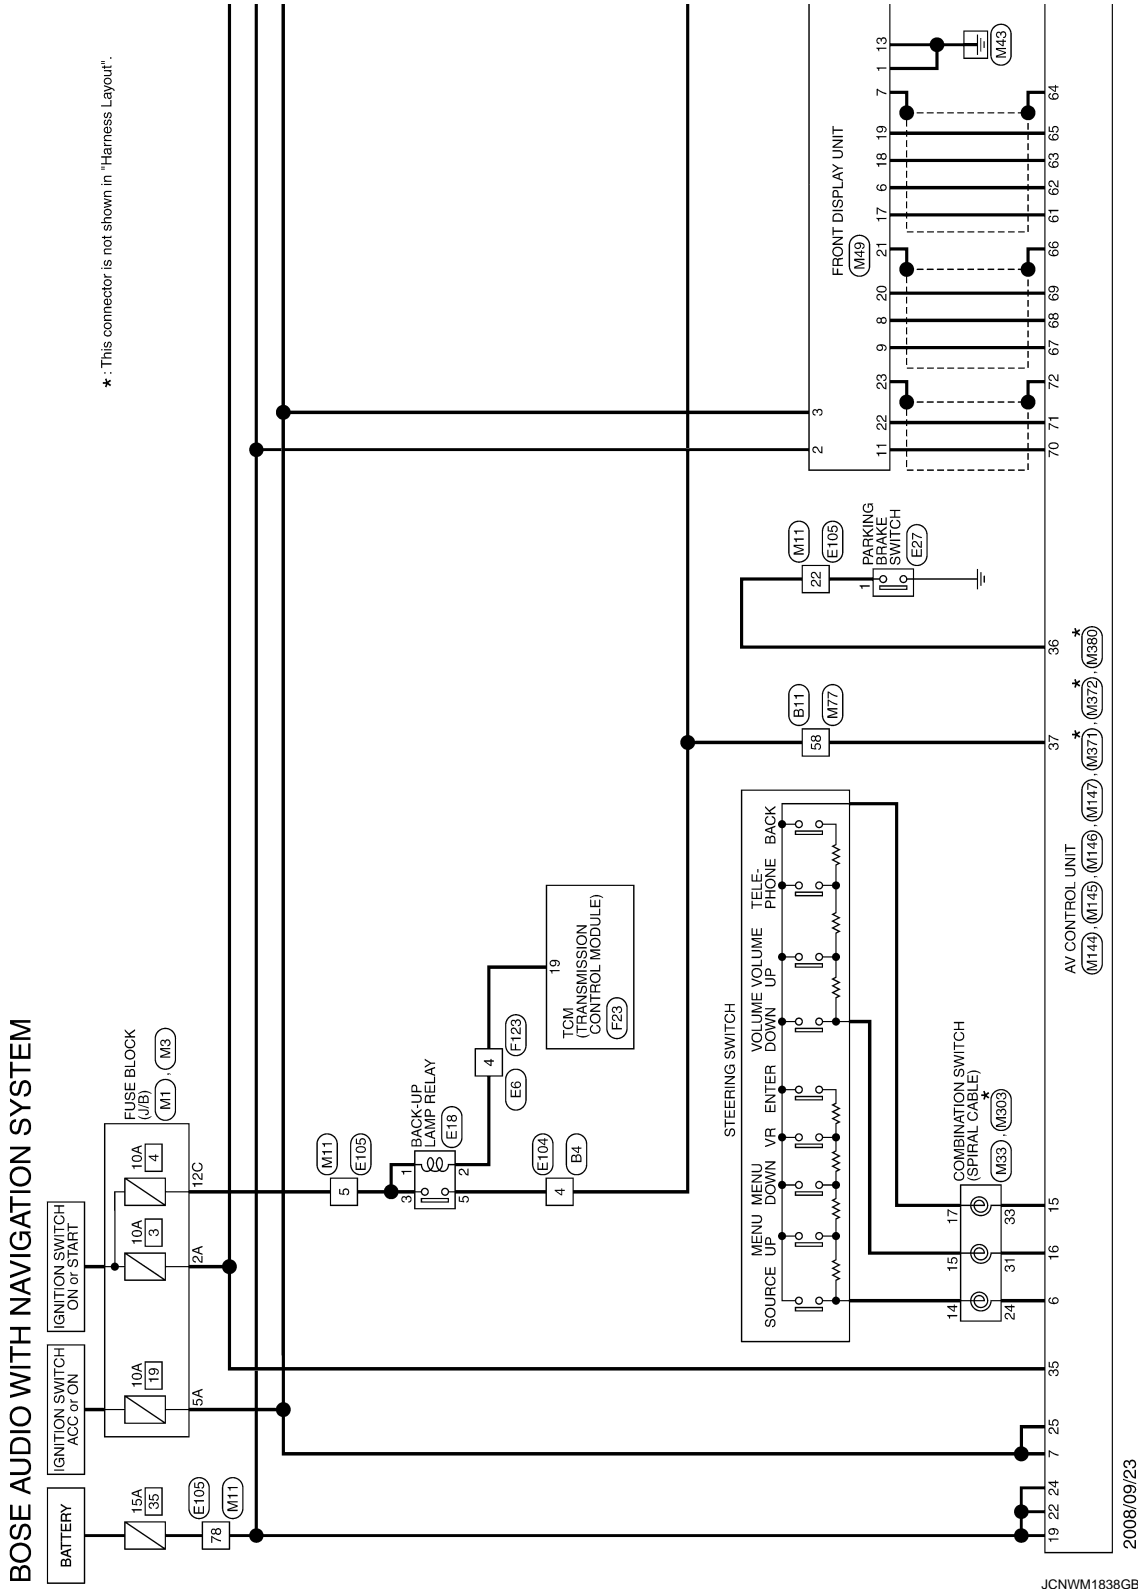 BOSE AUDIO WITH NAVIGATION SYSTEM
* : This connector is not shown in "Harness Layout".
BATTERY
IGNITION SWITCH
ACC or ON
IGNITION SWITCH
ON or START
15A
35
10A
19
10A
3
10A
4
FUSE BLOCK
(J/B)
M1 , M3
78
E105
M11
5A
2A
12C
5
M11
E105
BACK-UP
LAMP RELAY
E18
1
3
2
5
4
E6
F123
4
E104
B4
19
TCM
(TRANSMISSION
CONTROL MODULE)
F23
STEERING SWITCH
SOURCE
MENU
UP
MENU
DOWN
VR
ENTER
VOLUME
DOWN
VOLUME
UP
TELE-
PHONE
BACK
COMBINATION SWITCH
(SPIRAL CABLE)
M33 , M303 *
14
15
17
24
31
33
58
B11
M77
22
M11
E105
PARKING
BRAKE
SWITCH
E27
1
FRONT DISPLAY UNIT
M49
2
3
11
22
23
9
8
20
21
17
6
18
19
7
1
13
M43
19
22
24
7
25
35
6
16
15
37
36
70
71
72
67
68
69
66
61
62
63
65
64
AV CONTROL UNIT
M144 , M145 , M146 , M147 , M371 * , M372 * , M380 *
2008/09/23
JCNWM1838GB